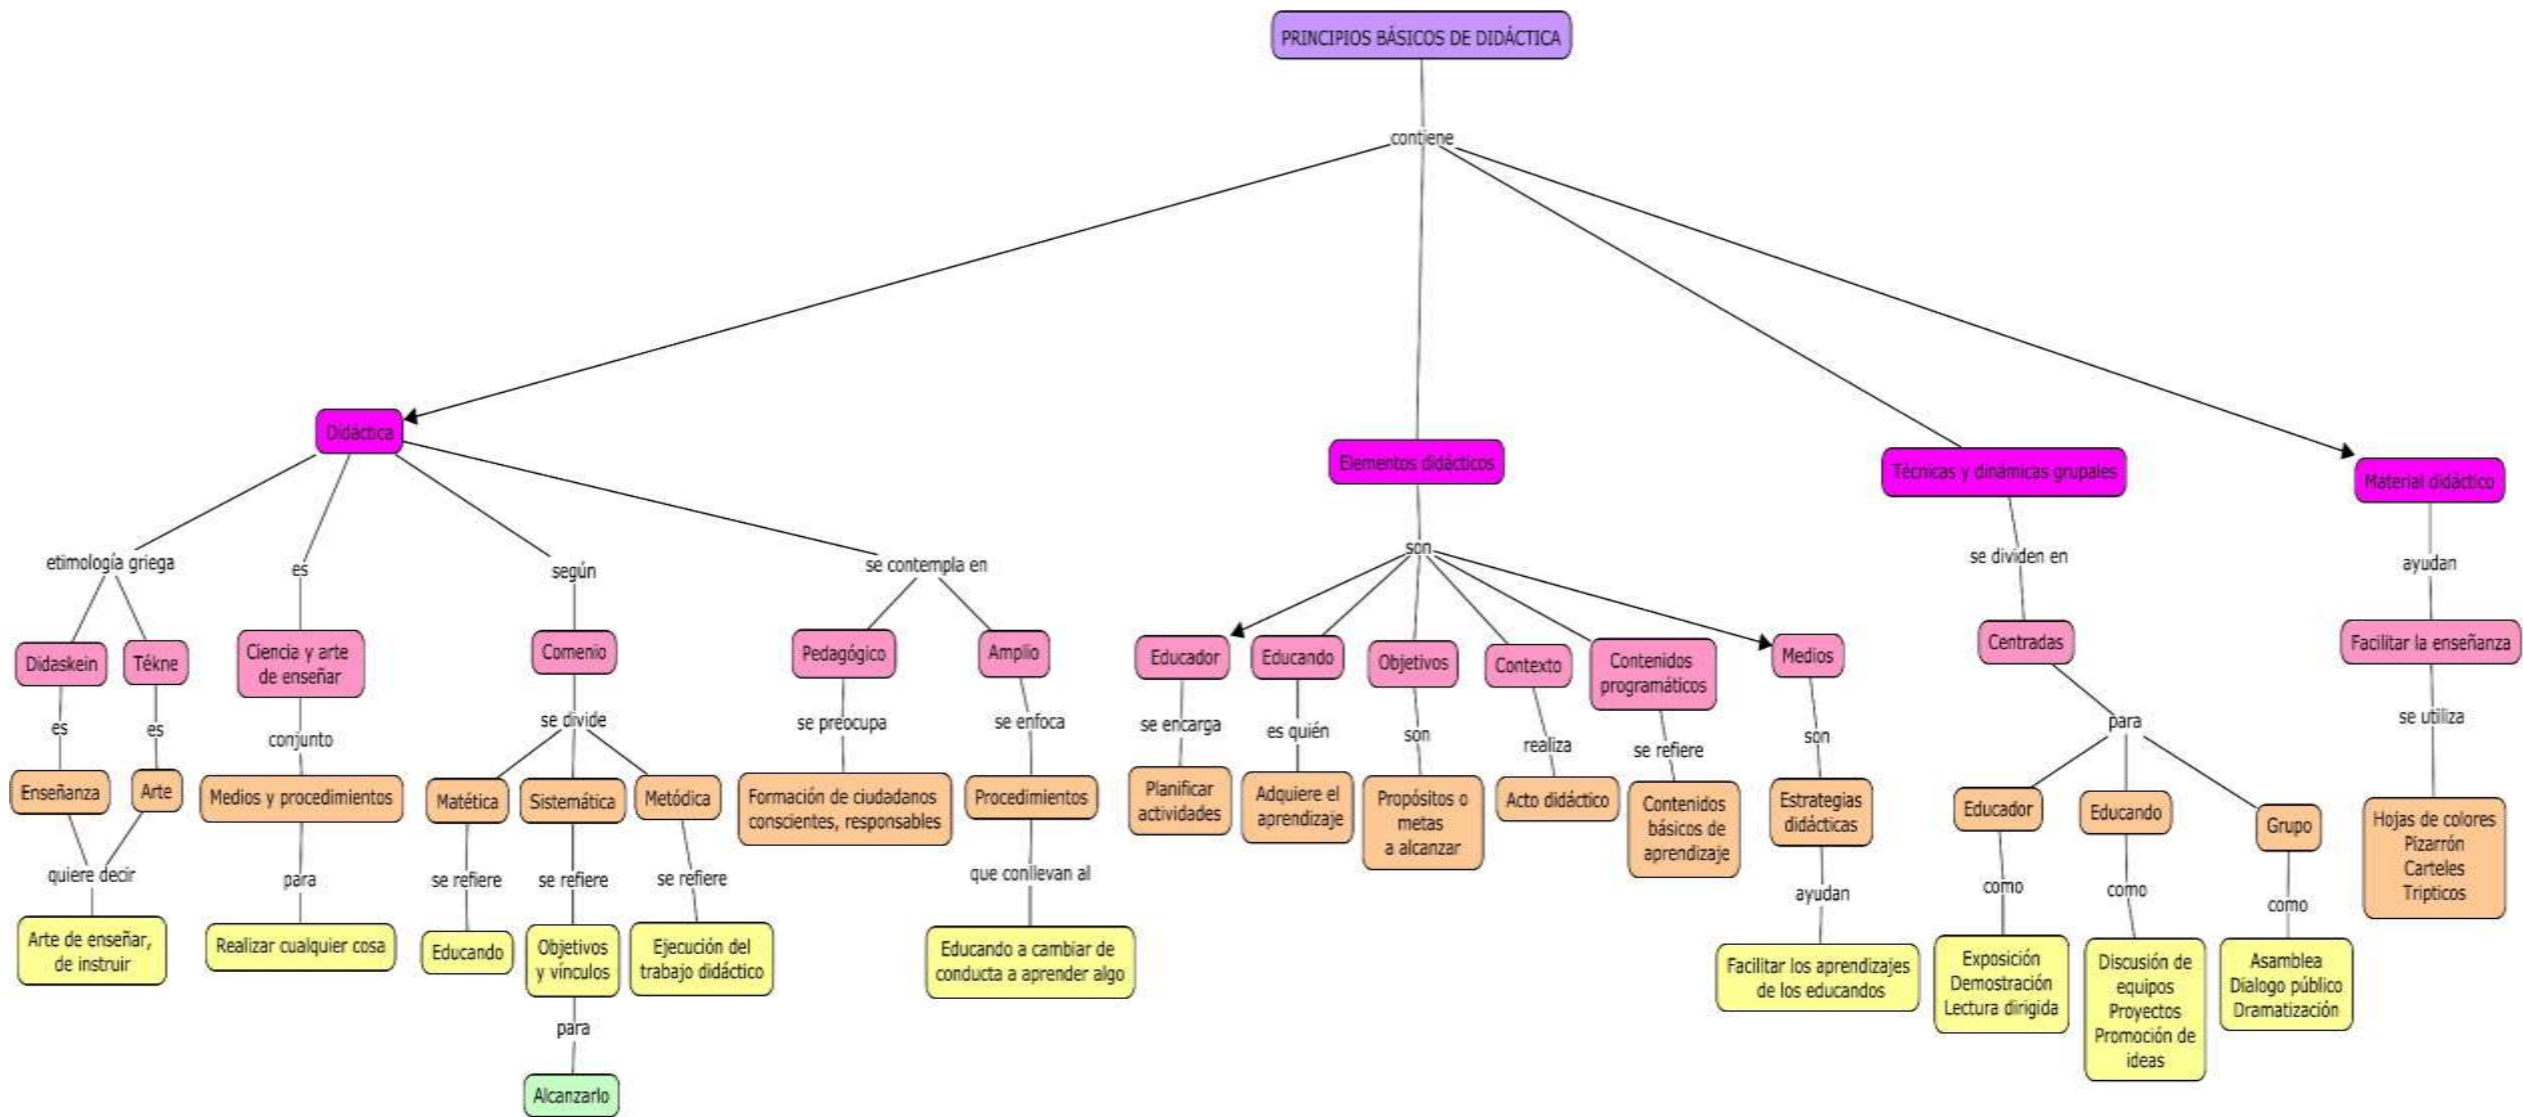 PRINCIPIOS BÁSICOS DE DIDÁCTICA
contiene
Didáctica
Elementos didácticos
Técnicas y dinámicas grupales
Material didáctico
etimología griega
es
según
se contempla en
son
se dividen en
ayudan
Didaskein
Tékne
Ciencia y arte
de enseñar
Comenio
Pedagógico
Amplio
Educador
Educando
Objetivos
Contexto
Contenidos
programáticos
Medios
Centradas
Facilitar la enseñanza
es
es
conjunto
se divide
se preocupa
se enfoca
se encarga
es quién
son
realiza
se refiere
son
para
se utiliza
Enseñanza
Arte
Medios y procedimientos
Matética
Sistemática
Metódica
Formación de ciudadanos
conscientes, responsables
Procedimientos
Planificar
actividades
Adquiere el
aprendizaje
Propósitos o
metas
a alcanzar
Acto didáctico
Contenidos
básicos de
aprendizaje
Estrategias
didácticas
Educador
Educando
Grupo
Hojas de colores
Pizarrón
Carteles
Tripticos
quiere decir
para
se refiere
se refiere
se refiere
que conllevan al
ayudan
como
como
como
Arte de enseñar,
de instruir
Realizar cualquier cosa
Educando
Objetivos
y vínculos
Ejecución del
trabajo didáctico
Educando a cambiar de
conducta a aprender algo
Facilitar los aprendizajes
de los educandos
Exposición
Demostración
Lectura dirigida
Discusión de
equipos
Proyectos
Promoción de
ideas
Asamblea
Dialogo público
Dramatización
para
Alcanzarlo